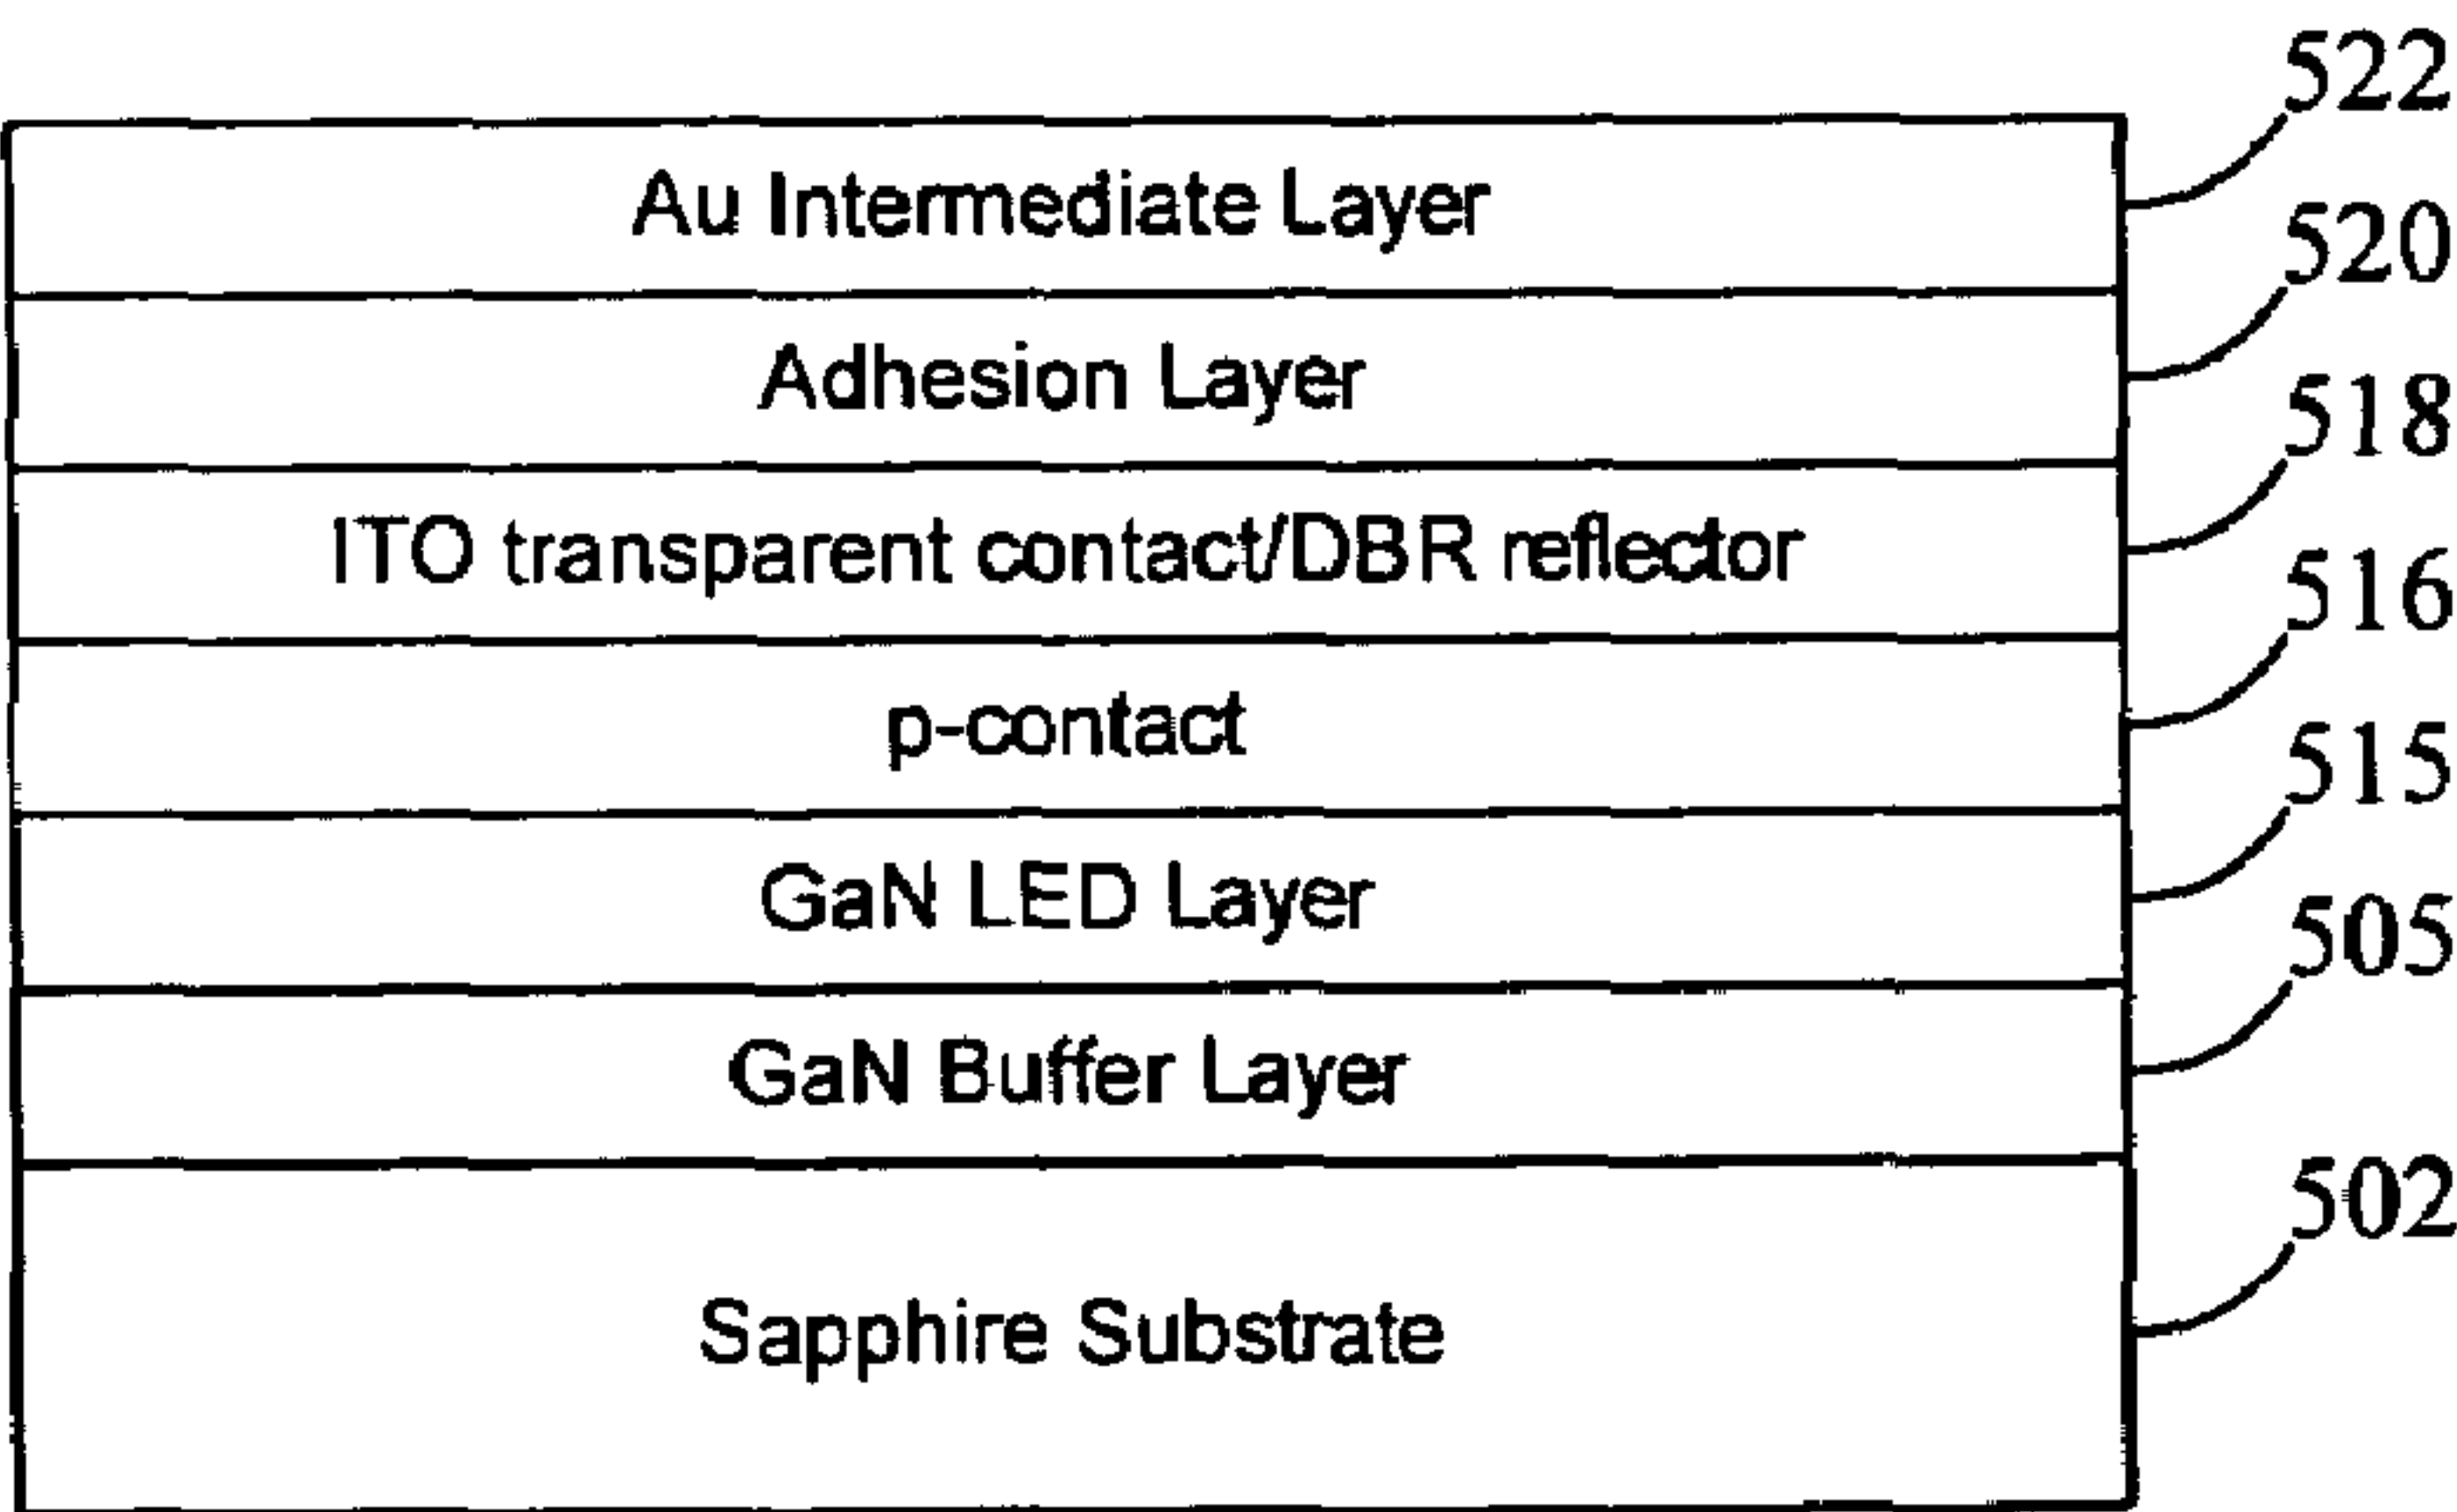 522
Au Intermediate Layer
520
Adhesion Layer
518
ITO transparent contact/DBR reflector
516
p-contact
515
GaN LED Layer
505
GaN Buffer Layer
502
Sapphire Substrate